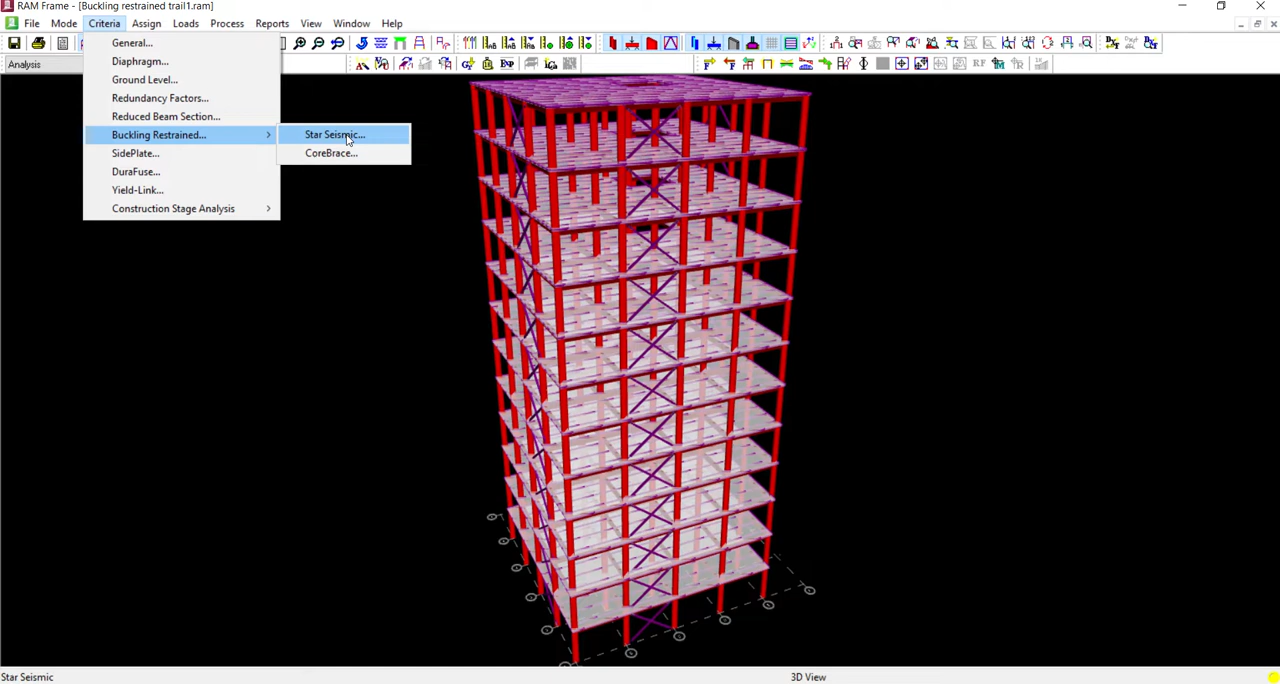 RAM Frame - [Buckling restrained trail1.ram]
File Mode Criteria Assign Loads Process Reports View Window Help
Analysis
General...
Diaphragm...
Ground Level...
Redundancy Factors...
Reduced Beam Section...
Buckling Restrained...
Star Seismic...
CoreBrace...
SidePlate...
DuraFuse...
Yield-Link...
Construction Stage Analysis
RF
Star Seismic
3D View